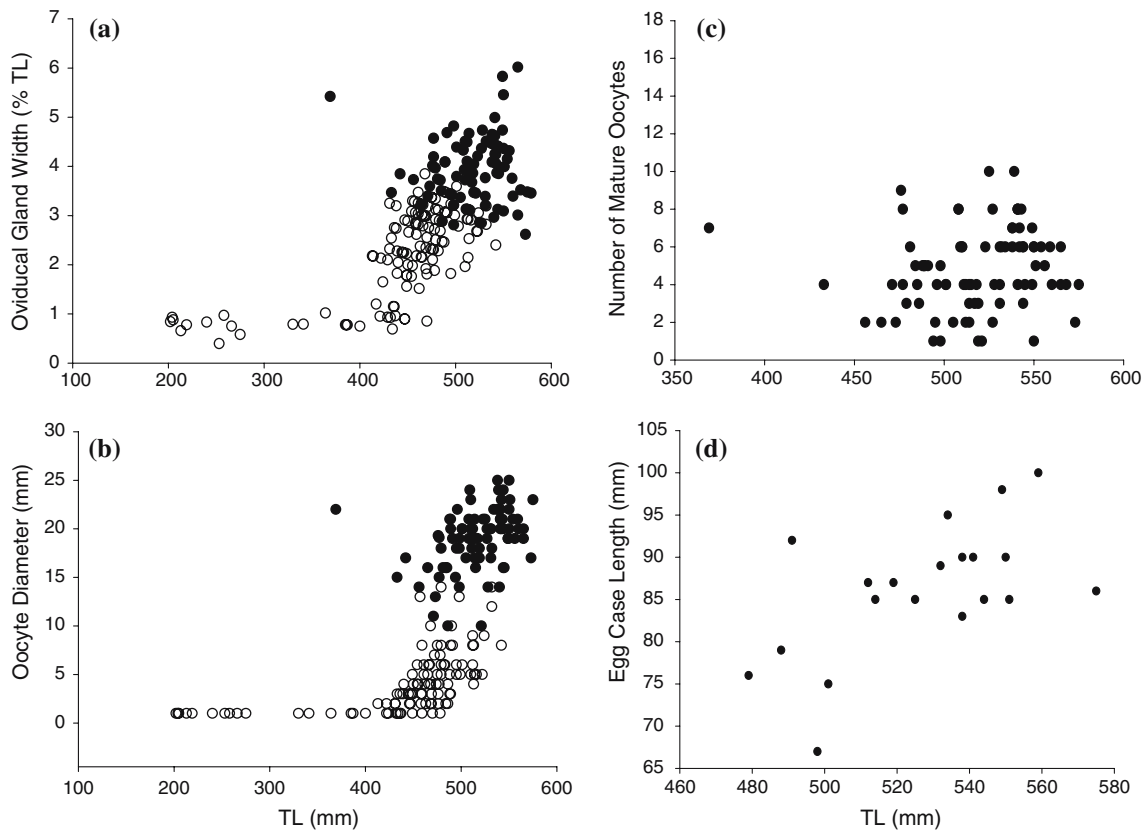 (a)
Oviducal Gland Width (% TL)
7
6
5
4
3
2
1
0
100 200 300 400 500 600
(c)
Number of Mature Oocytes
18
16
14
12
10
8
6
4
2
0
350 400 450 500 550 600
(b)
Oocyte Diameter (mm)
30
25
20
15
10
5
0
100 200 300 400 500 600
TL (mm)
(d)
Egg Case Length (mm)
105
100
95
90
85
80
75
70
65
460 480 500 520 540 560 580
TL (mm)